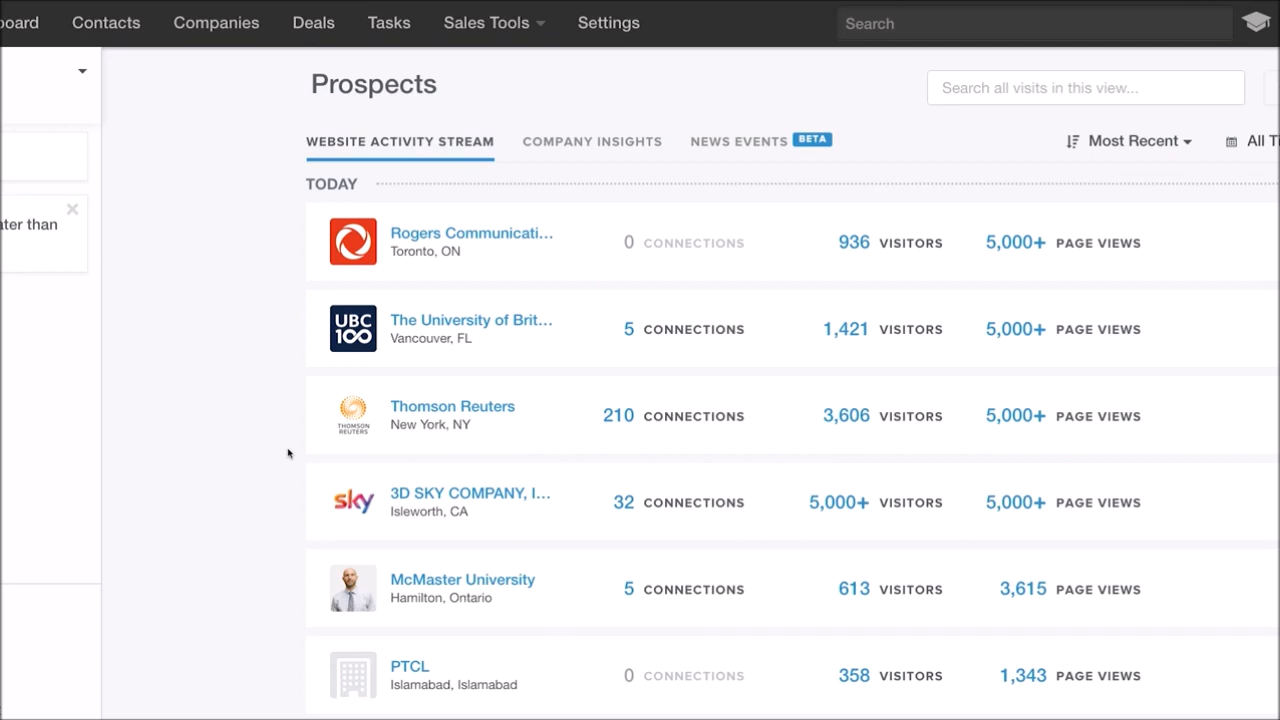 board Contacts Companies Deals Tasks Sales Tools Settings Search
Prospects Search all visits in this view...
WEBSITE ACTIVITY STREAM COMPANY INSIGHTS NEWS EVENTS BETA Most Recent All T
TODAY
ater than
Rogers Communicati... 0 CONNECTIONS 936 VISITORS 5,000+ PAGE VIEWS
Toronto, ON
UBC
100
The University of Brit... 5 CONNECTIONS 1,421 VISITORS 5,000+ PAGE VIEWS
Vancouver, FL
THOMSON
REUTERS
Thomson Reuters 210 CONNECTIONS 3,606 VISITORS 5,000+ PAGE VIEWS
New York, NY
sky
3D SKY COMPANY, I... 32 CONNECTIONS 5,000+ VISITORS 5,000+ PAGE VIEWS
Isleworth, CA
McMaster University 5 CONNECTIONS 613 VISITORS 3,615 PAGE VIEWS
Hamilton, Ontario
PTCL 0 CONNECTIONS 358 VISITORS 1,343 PAGE VIEWS
Islamabad, Islamabad